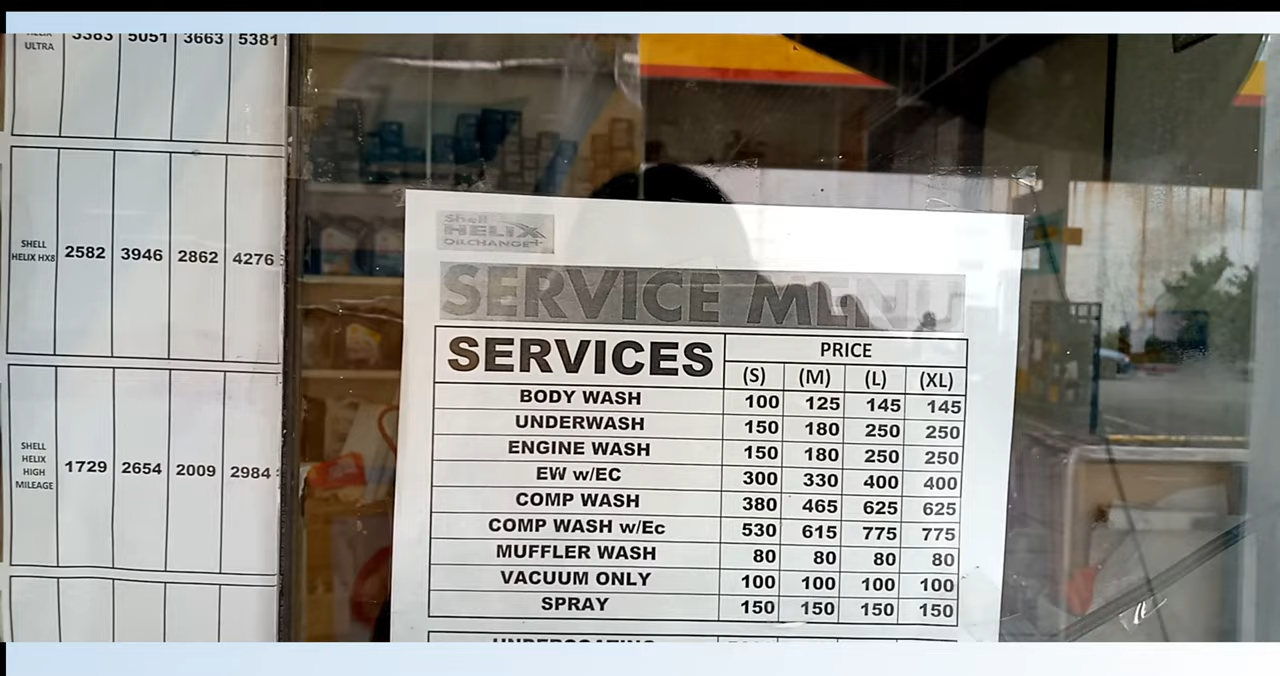 ULTRA 3383 5051 3663 5381
SHELL
HELIX HX8 2582 3946 2862 4276
SHELL
HELIX
HIGH
MILEAGE 1729 2654 2009 2984
Shell
HELIX
OILCHANGE+
SERVICE MENU
SERVICES PRICE
(S) (M) (L) (XL)
BODY WASH 100 125 145 145
UNDERWASH 150 180 250 250
ENGINE WASH 150 180 250 250
EW w/EC 300 330 400 400
COMP WASH 380 465 625 625
COMP WASH w/Ec 530 615 775 775
MUFFLER WASH 80 80 80 80
VACUUM ONLY 100 100 100 100
SPRAY 150 150 150 150